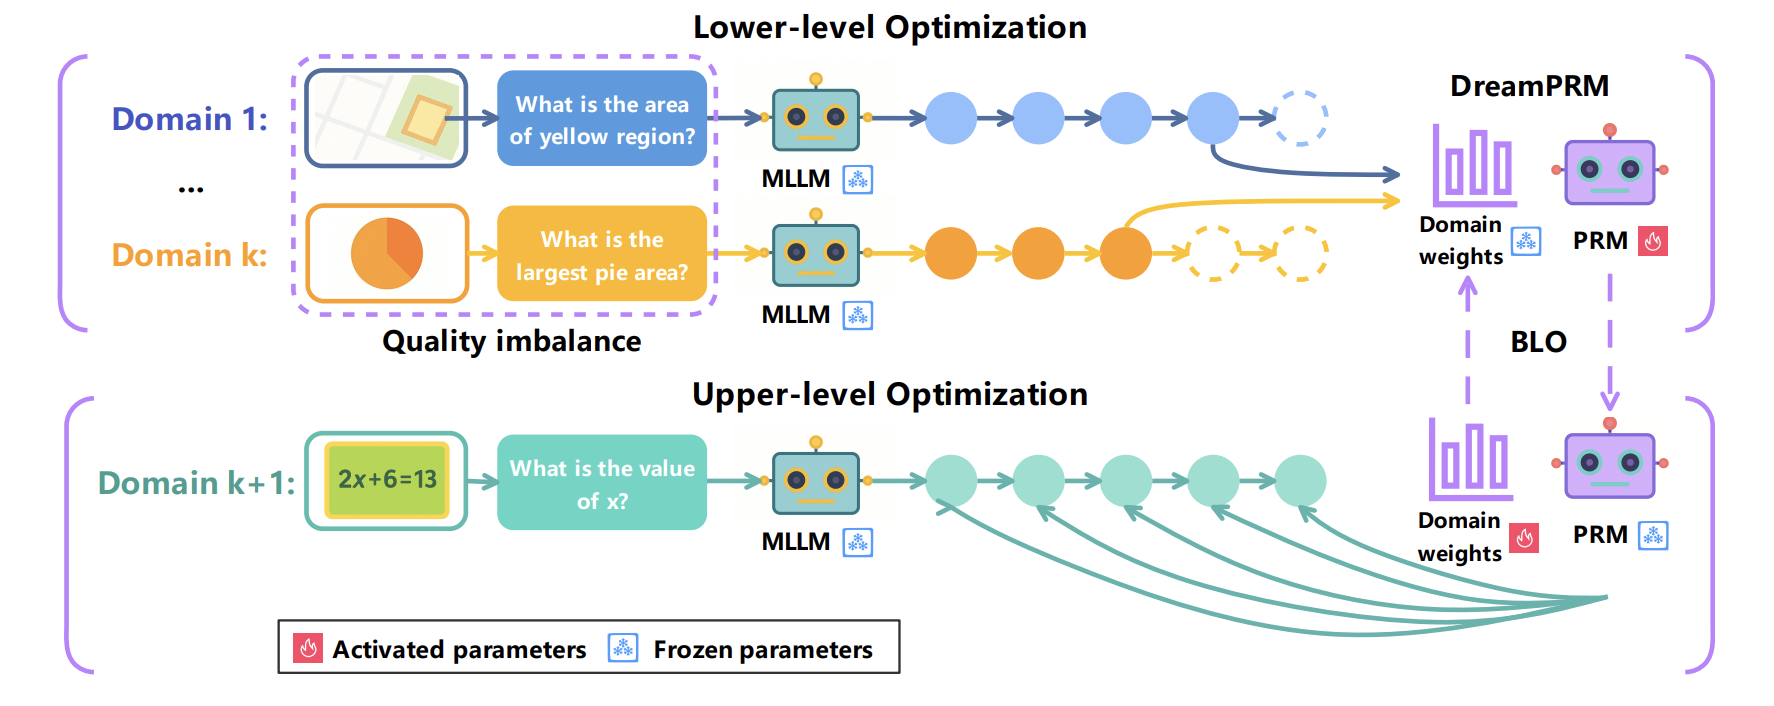 Lower-level Optimization
Domain 1:
What is the area
of yellow region?
MLLM
DreamPRM
...
Domain k:
What is the
largest pie area?
MLLM
Domain
weights
PRM
Quality imbalance
BLO
Upper-level Optimization
Domain k+1:
2x+6=13
What is the value
of x?
MLLM
Domain
weights
PRM
Activated parameters
Frozen parameters